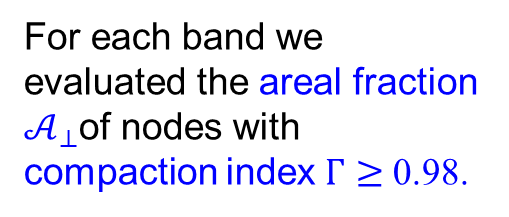 For each band we
evaluated the areal fraction
𝒜⊥of nodes with
compaction index Γ ≥ 0.98.